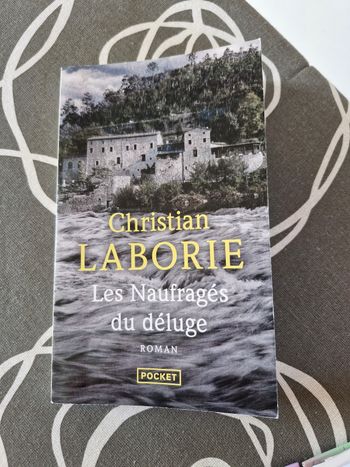 Christian
LABORIE
Les Naufragés
du déluge
ROMAN
POCKET